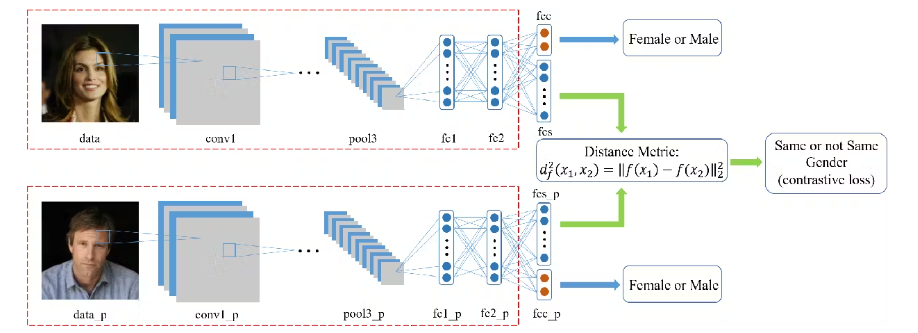 fcc
Female or Male
data
conv1
pool3
fc1
fc2
fcs
Distance Metric:
d_f^2(x_1, x_2) = ‖f(x_1) − f(x_2)‖_2^2
Same or not Same
Gender
(contrastive loss)
fcs_p
Female or Male
data_p
conv1_p
pool3_p
fc1_p
fc2_p
fcc_p